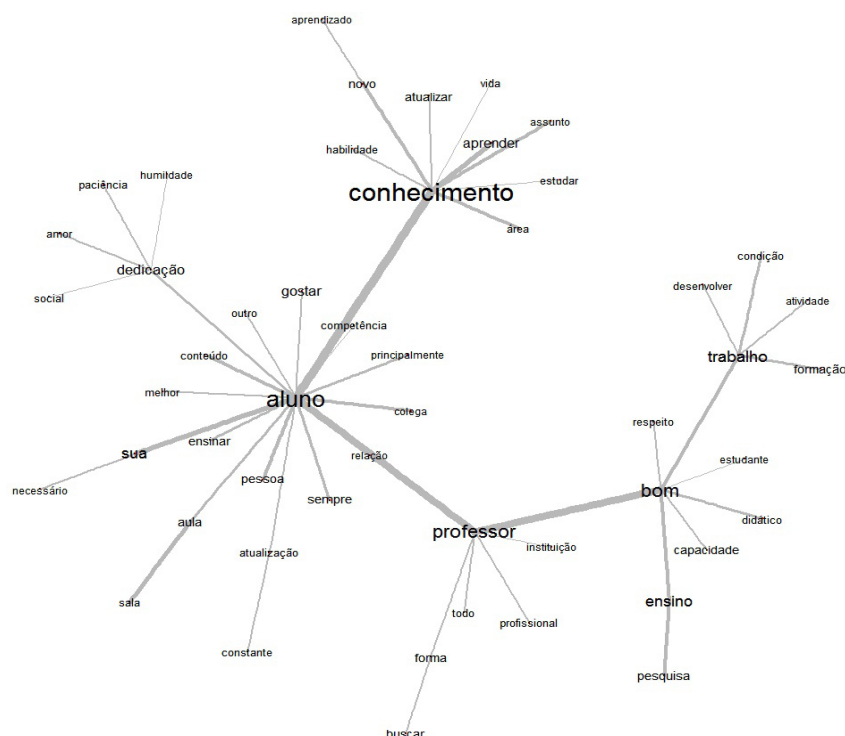 aprendizado
novo
vida
atualizar
assunto
aprender
habilidade
humildade
paciência
estudar
conhecimento
área
amor
condição
dedicação
desenvolver
gostar
social
atividade
outro
competência
conteúdo
principalmente
trabalho
formação
melhor
aluno
colega
respeito
ensinar
sua
relação
estudante
pessoa
necessário
bom
sempre
aula
didático
professor
atualização
instituição
capacidade
sala
ensino
todo
profissional
constante
forma
pesquisa
buscar